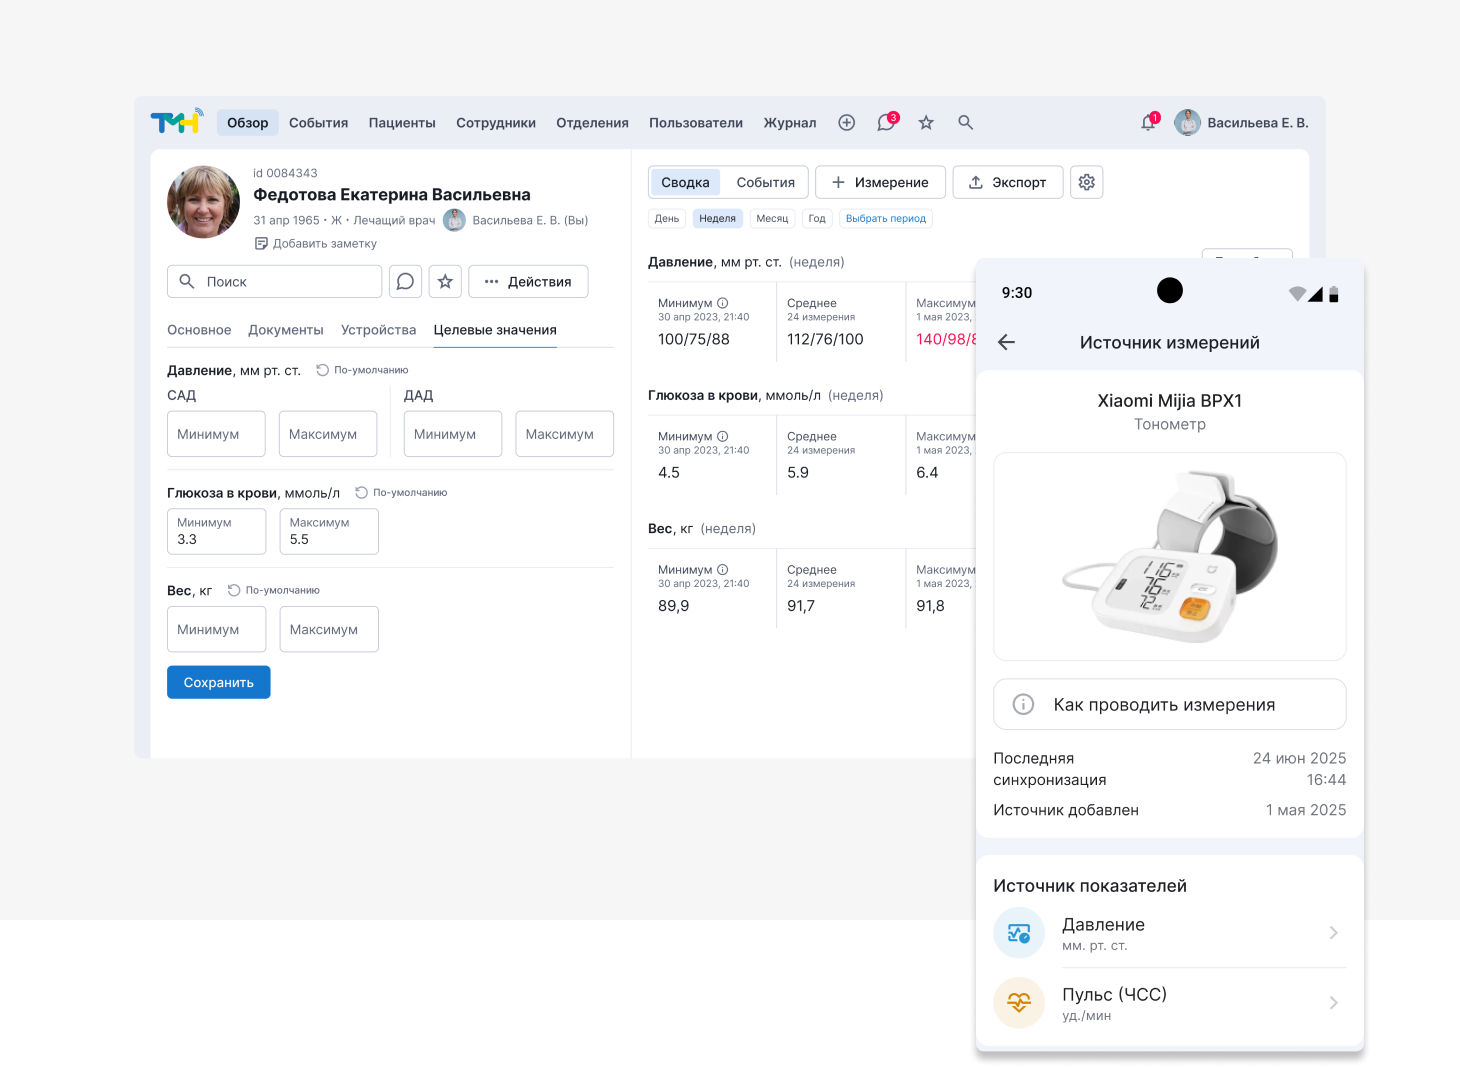 ТМН Обзор События Пациенты Сотрудники Отделения Пользователи Журнал 3 1 Васильева Е. В.
id 0084343
Федотова Екатерина Васильевна
31 апр 1965 • Ж • Лечащий врач Васильева Е. В. (Вы)
Добавить заметку
Поиск Действия
Основное Документы Устройства Целевые значения
Давление, мм рт. ст. По-умолчанию
САД ДАД
Минимум Максимум Минимум Максимум
Глюкоза в крови, ммоль/л По-умолчанию
Минимум Максимум
3.3 5.5
Вес, кг По-умолчанию
Минимум Максимум
Сохранить
Сводка События Измерение Экспорт
День Неделя Месяц Год Выбрать период
Давление, мм рт. ст. (неделя)
Минимум Среднее Максимум
30 апр 2023, 21:40 24 измерения 1 мая 2023,
100/75/88 112/76/100 140/98/8
Глюкоза в крови, ммоль/л (неделя)
Минимум Среднее Максимум
30 апр 2023, 21:40 24 измерения 1 мая 2023,
4.5 5.9 6.4
Вес, кг (неделя)
Минимум Среднее Максимум
30 апр 2023, 21:40 24 измерения 1 мая 2023,
89,9 91,7 91,8
9:30
Источник измерений
Xiaomi Mijia BPX1
Тонометр
116
76
72
Как проводить измерения
Последняя 24 июн 2025
синхронизация 16:44
Источник добавлен 1 мая 2025
Источник показателей
Давление
мм. рт. ст.
Пульс (ЧСС)
уд./мин